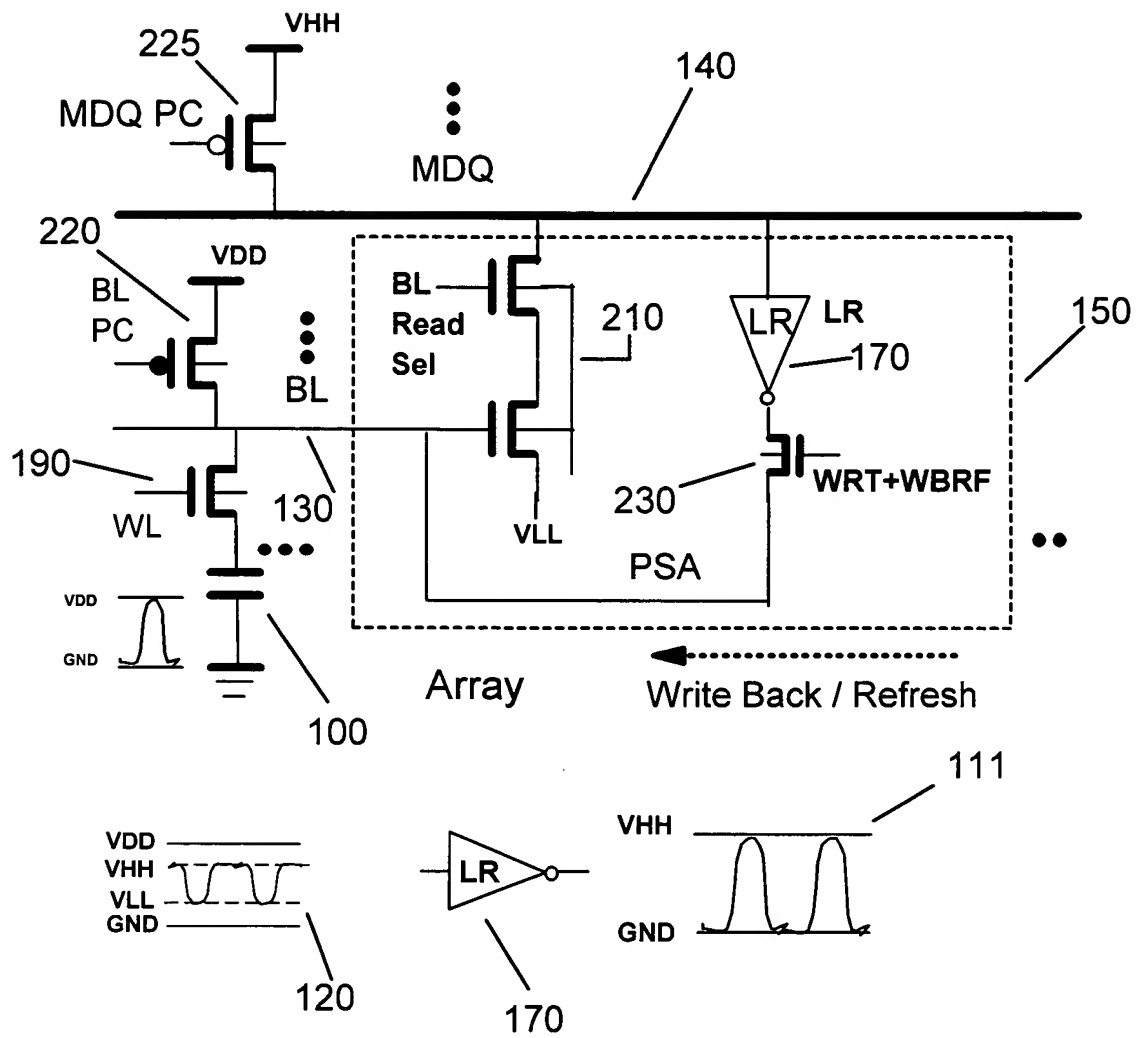 VHH
225
140
MDQ PC
MDQ
220
VDD
BL
PC
BL
BL
Read
Sel
210
LR
LR
170
150
190
WL
130
VLL
230
WRT+WBRF
PSA
VDD
GND
Array
Write Back / Refresh
100
111
VDD
VHH
VLL
GND
LR
VHH
GND
120
170